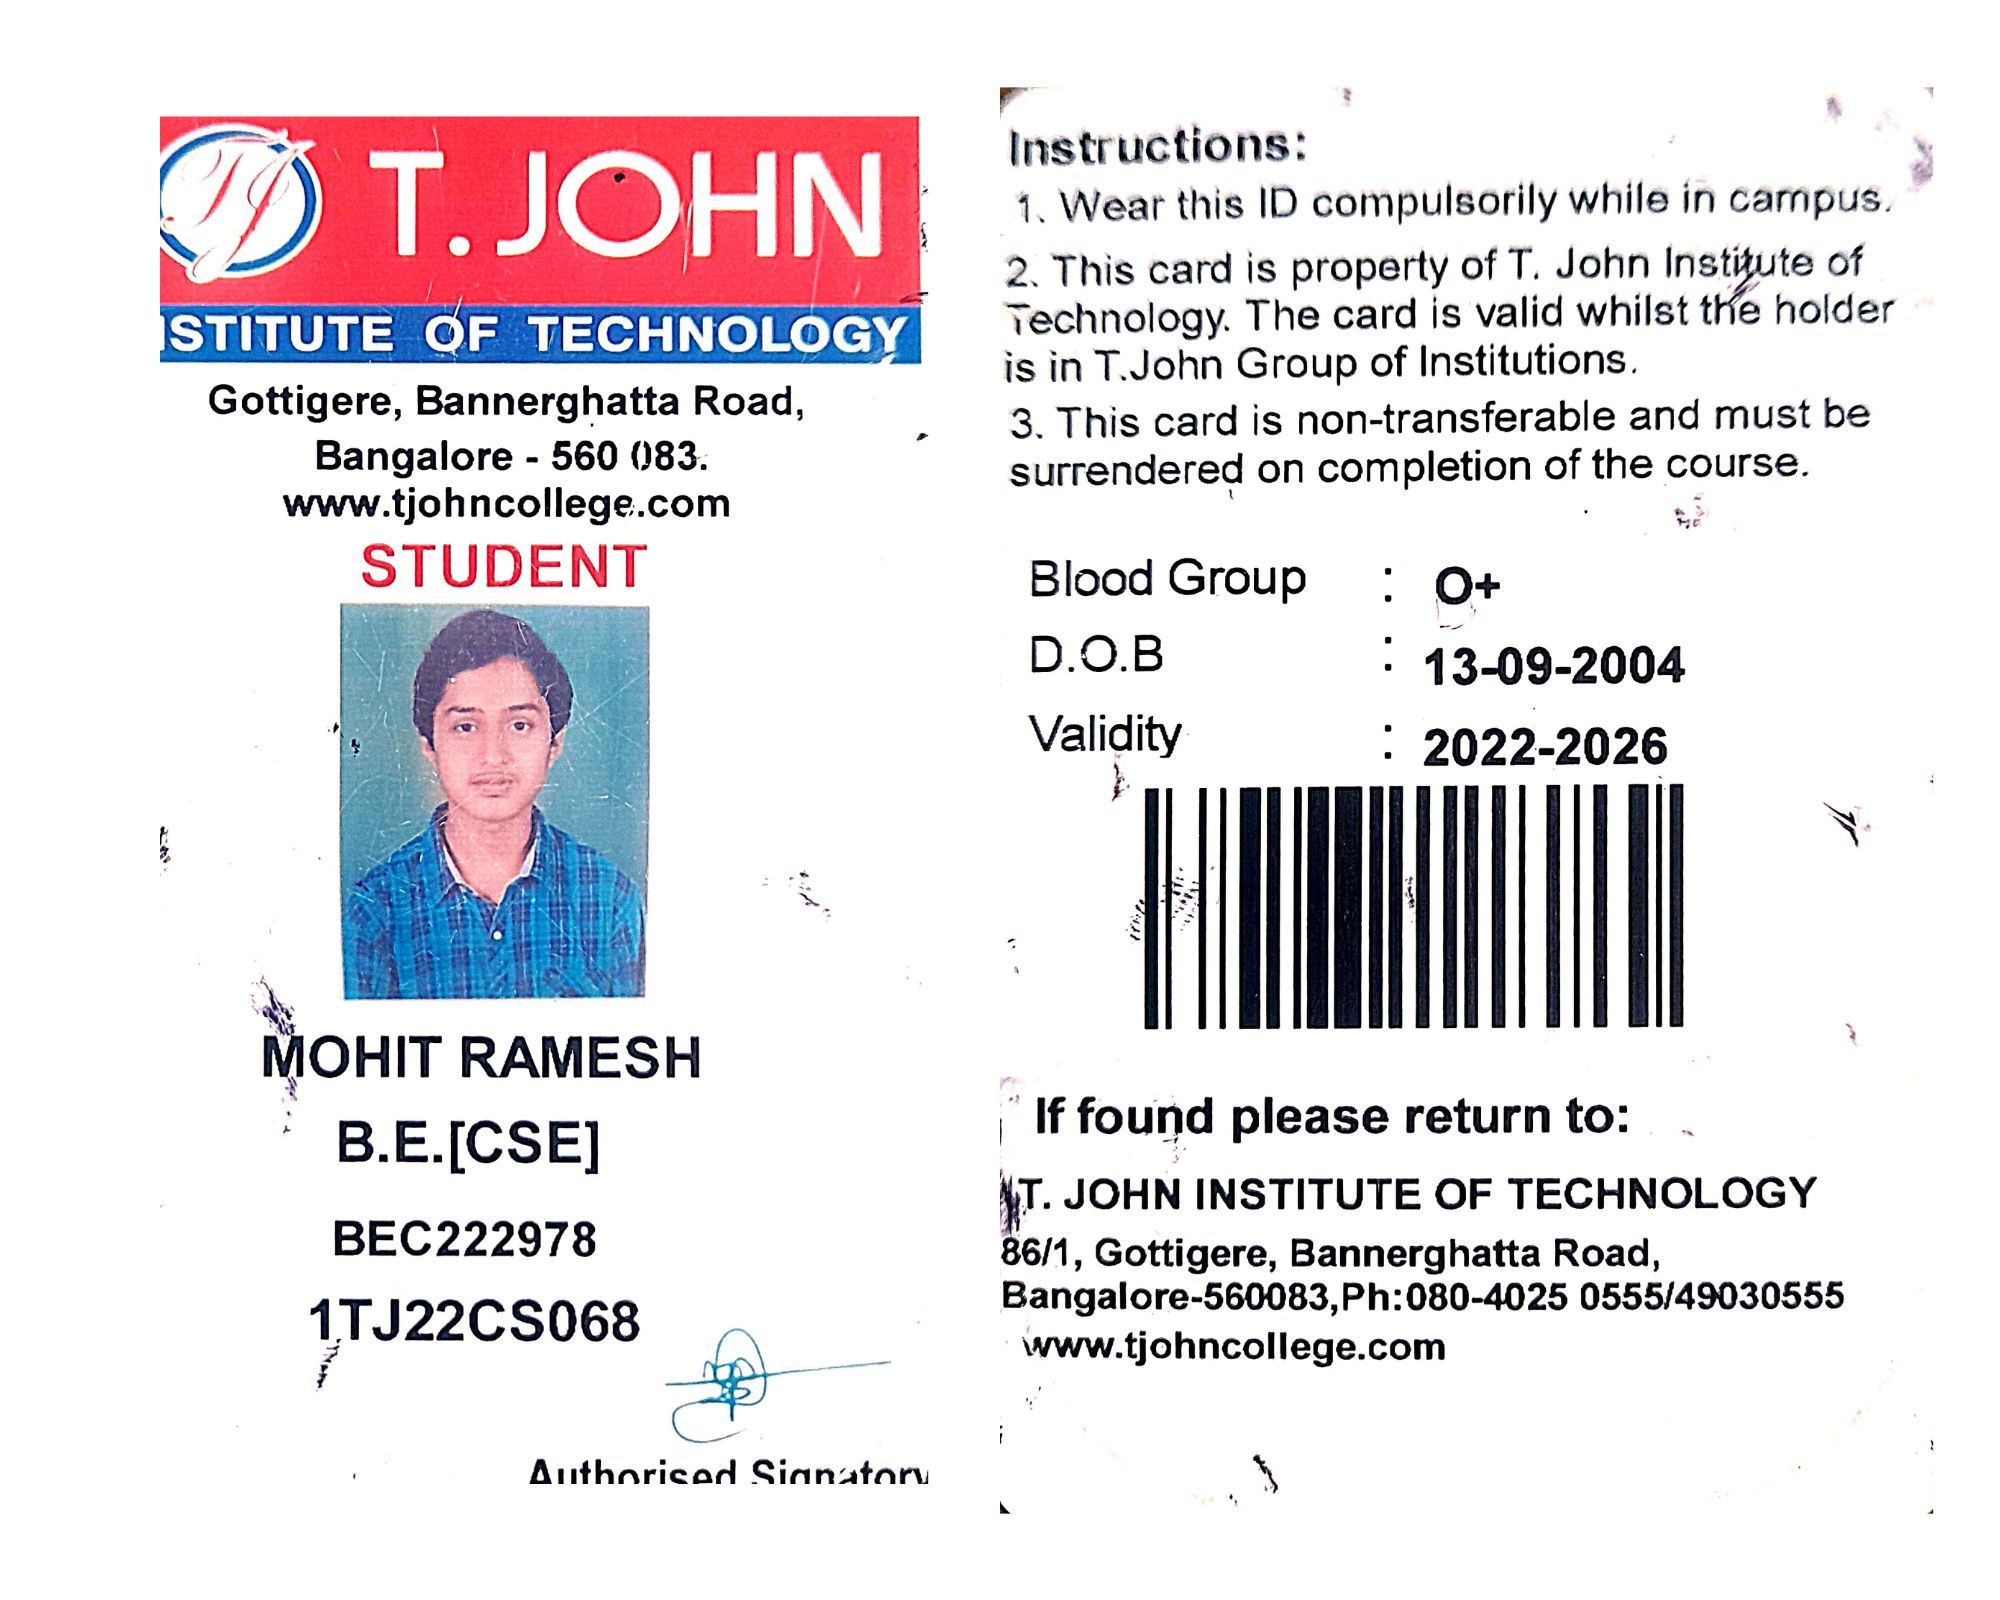 TJ
T. JOHN
ISTITUTE OF TECHNOLOGY
Gottigere, Bannerghatta Road,
Bangalore - 560 083.
www.tjohncollege.com
STUDENT
MOHIT RAMESH
B.E.[CSE]
BEC222978
1TJ22CS068
Authorised Signatory
Instructions:
1. Wear this ID compulsorily while in campus.
2. This card is property of T. John Institute of
Technology. The card is valid whilst the holder
is in T.John Group of Institutions.
3. This card is non-transferable and must be
surrendered on completion of the course.
Blood Group : O+
D.O.B : 13-09-2004
Validity : 2022-2026
If found please return to:
T. JOHN INSTITUTE OF TECHNOLOGY
86/1, Gottigere, Bannerghatta Road,
Bangalore-560083,Ph:080-4025 0555/49030555
www.tjohncollege.com